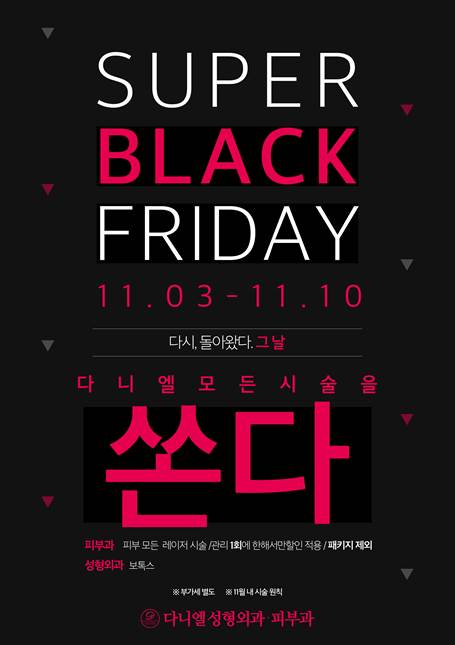 SUPER
BLACK
FRIDAY
11.03-11.10
다시, 돌아왔다. 그 날
다니엘 모든 시술을
쏜다
피부과 피부 모든 레이저 시술 /관리 1회에 한해서만할인 적용 / 패키지 제외
성형외과 보톡스
※ 부가세 별도 ※ 11월 내 시술 원칙
다니엘성형외과·피부과